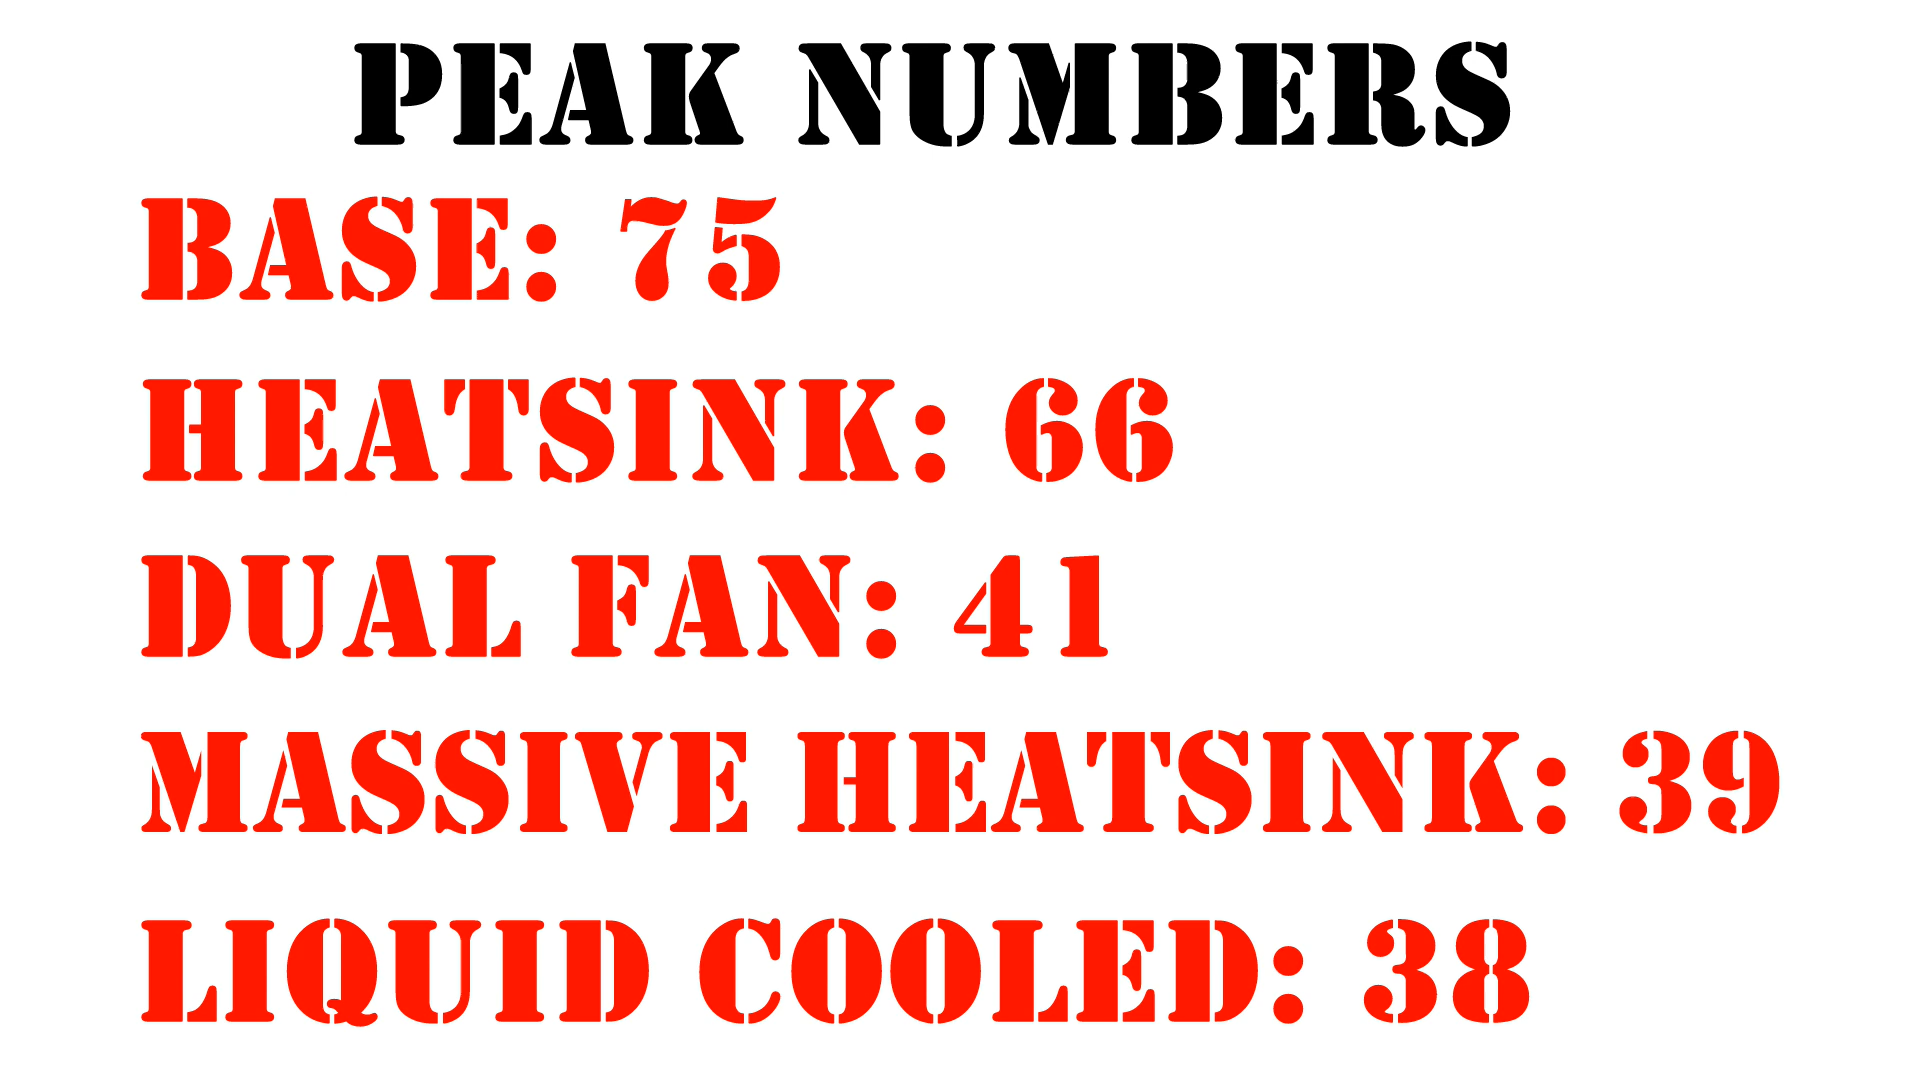 PEAK NUMBERS
BASE: 75
HEATSINK: 66
DUAL FAN: 41
MASSIVE HEATSINK: 39
LIQUID COOLED: 38